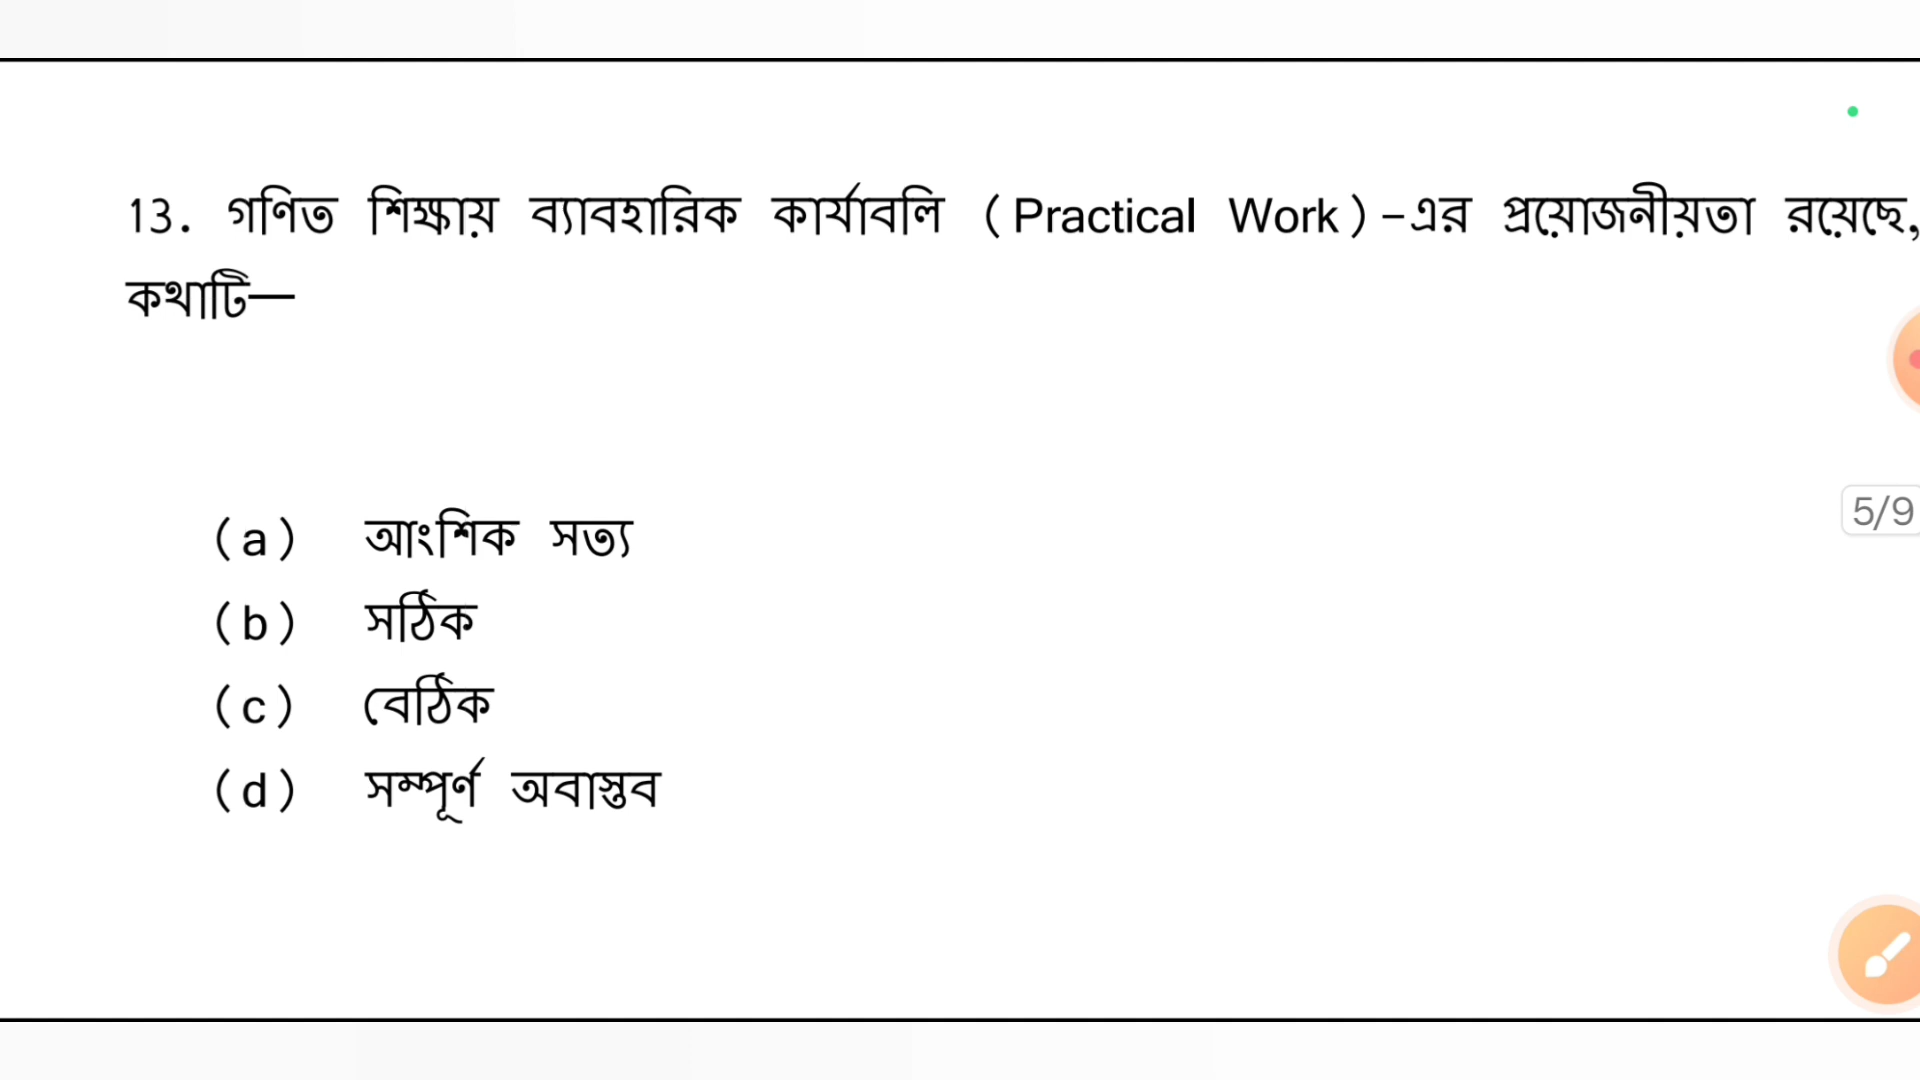 13. গণিত শিক্ষায় ব্যাবহারিক কার্যাবলি (Practical Work)-এর প্রয়োজনীয়তা রয়েছে,
কথাটি—
(a) আংশিক সত্য
5/9
(b) সঠিক
(c) বেঠিক
(d) সম্পূর্ণ অবাস্তব